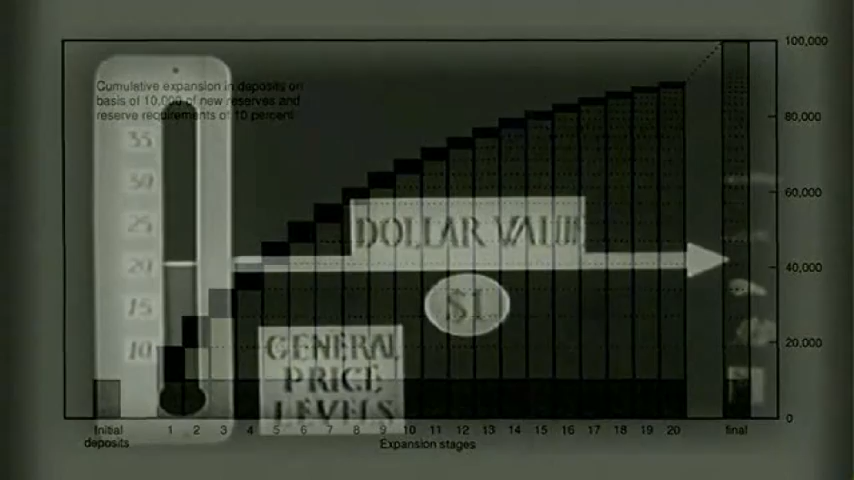 100,000
Cumulative expansion in deposits on
basis of 10,000 of new reserves and
reserve requirements of 10 percent
80,000
60,000
40,000
20,000
0
35
30
25
20
15
10
DOLLAR VALUE
$1
GENERAL
PRICE
LEVELS
Initial
deposits
1 2 3 4 5 6 7 8 9 10 11 12 13 14 15 16 17 18 19 20
final
Expansion stages